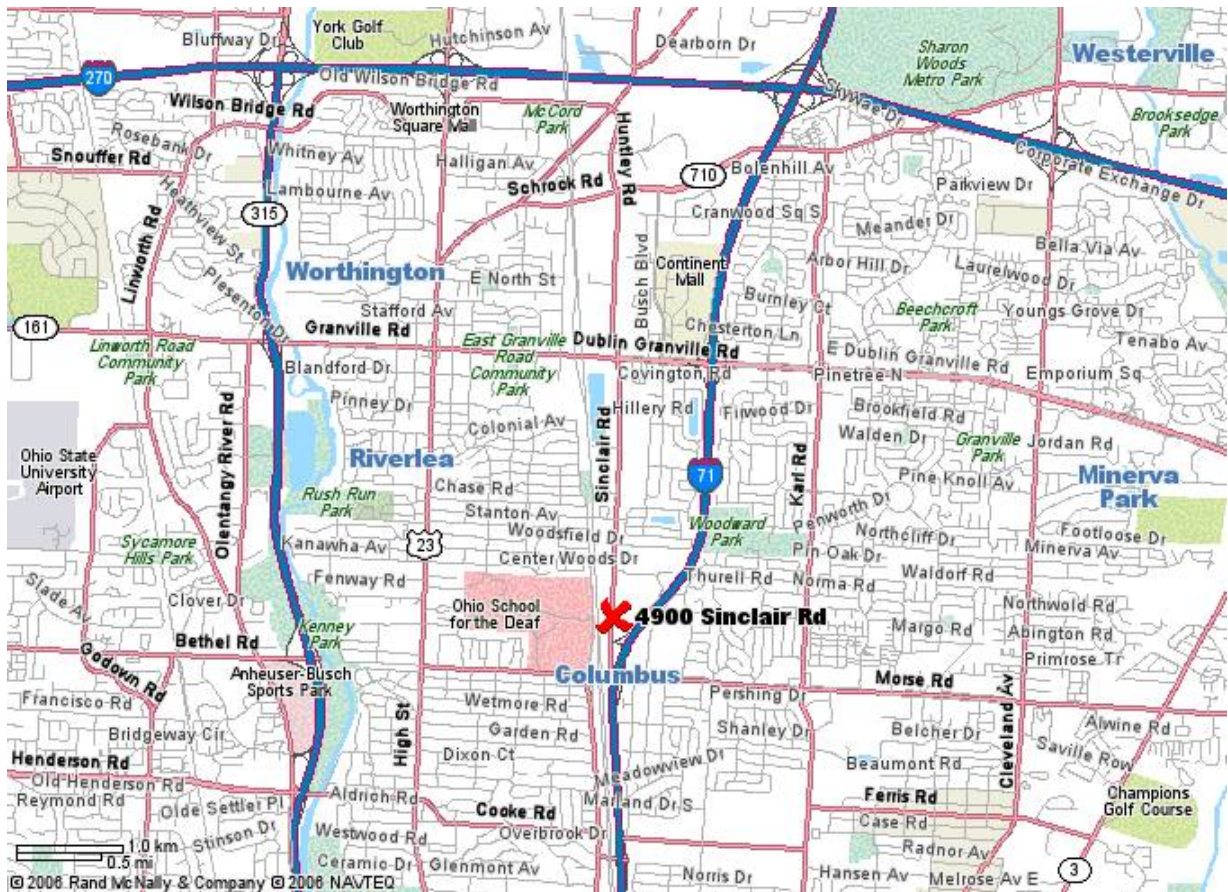 York Golf
Club
Hutchinson Av
Dearborn Dr
Bluffway Dr
Sharon
Woods
Metro Park
Westerville
270
Old Wilson Bridge Rd
Skyvae Dr
Wilson Bridge Rd
Worthington
Square Ma
McCord
Park
Huntley Rd
Brooksedge
Park
Rosebank Dr
Snouffer Rd
Whitney Av
Halligan Av
Bolenhill Av
Corporate Exchange Dr
710
Schrock Rd
Parkview Dr
Lambourne Av
Heathview St
315
Cranwood Sq S
Meander Dr
Linworth Rd
Worthington
Busch Blvd
Continent
Mall
Bella Via Av
E North St
Arbor Hill Dr
Laurelwood Dr
Plesenton Dr
Stafford Av
Burnley Ct
Beechcroft
Park
Youngs Grove Dr
161
Granville Rd
Chesterton Ln
Tenabo Av
Linworth Road
Community
Park
East Granville
Road
Community
Park
Dublin Granville Rd
E Dublin Granville Rd
Blandford Dr
Covington Rd
Pinetree N
Emporium Sq
Pinney Dr
Hillery Rd
Firwood Dr
Brookfield Rd
Colonial Av
Walden Dr
Granville
Park
Jordan Rd
Olentangy River Rd
Sinclair Rd
Karl Rd
Ohio State
University
Airport
Riverlea
71
Pine Knoll Av
Minerva
Park
Chase Rd
Rush Run
Park
Stanton Av
Penworth Dr
Woodward
Park
Woodsfield Dr
Northcliff Dr
Footloose Dr
Sycamore
Hills Park
Kanawha Av
23
Center Woods Dr
Pin Oak Dr
Minerva Av
Fenway Rd
Thurell Rd
Norma Rd
Waldorf Rd
Slade Av
Clover Dr
Ohio School
for the Deaf
4900 Sinclair Rd
Northwold Rd
Kenney
Park
Margo Rd
Abington Rd
Bethel Rd
Primrose Tr
Godown Rd
Anheuser-Busch
Sports Park
Columbus
Morse Rd
Francisco Rd
Wetmore Rd
Pershing Dr
Cleveland Av
Alwine Rd
Bridgeway Cir
High St
Garden Rd
Shanley Dr
Belcher Dr
Saville Row
Henderson Rd
Dixon Ct
Meadowview Dr
Beaumont Rd
Old Henderson Rd
Aldrich Rd
Marland Dr S
Ferris Rd
Champions
Golf Course
Reymond Rd
Olde Settler Pl
Cooke Rd
Case Rd
Stinson Dr
Westwood Rd
Overbrook Dr
Radnor Av
1.0 km
0.5 mi
Ceramic Dr
Glenmont Av
Norris Dr
Hansen Av
Melrose Av E
3
© 2006 Rand McNally & Company © 2006 NAVTEQ